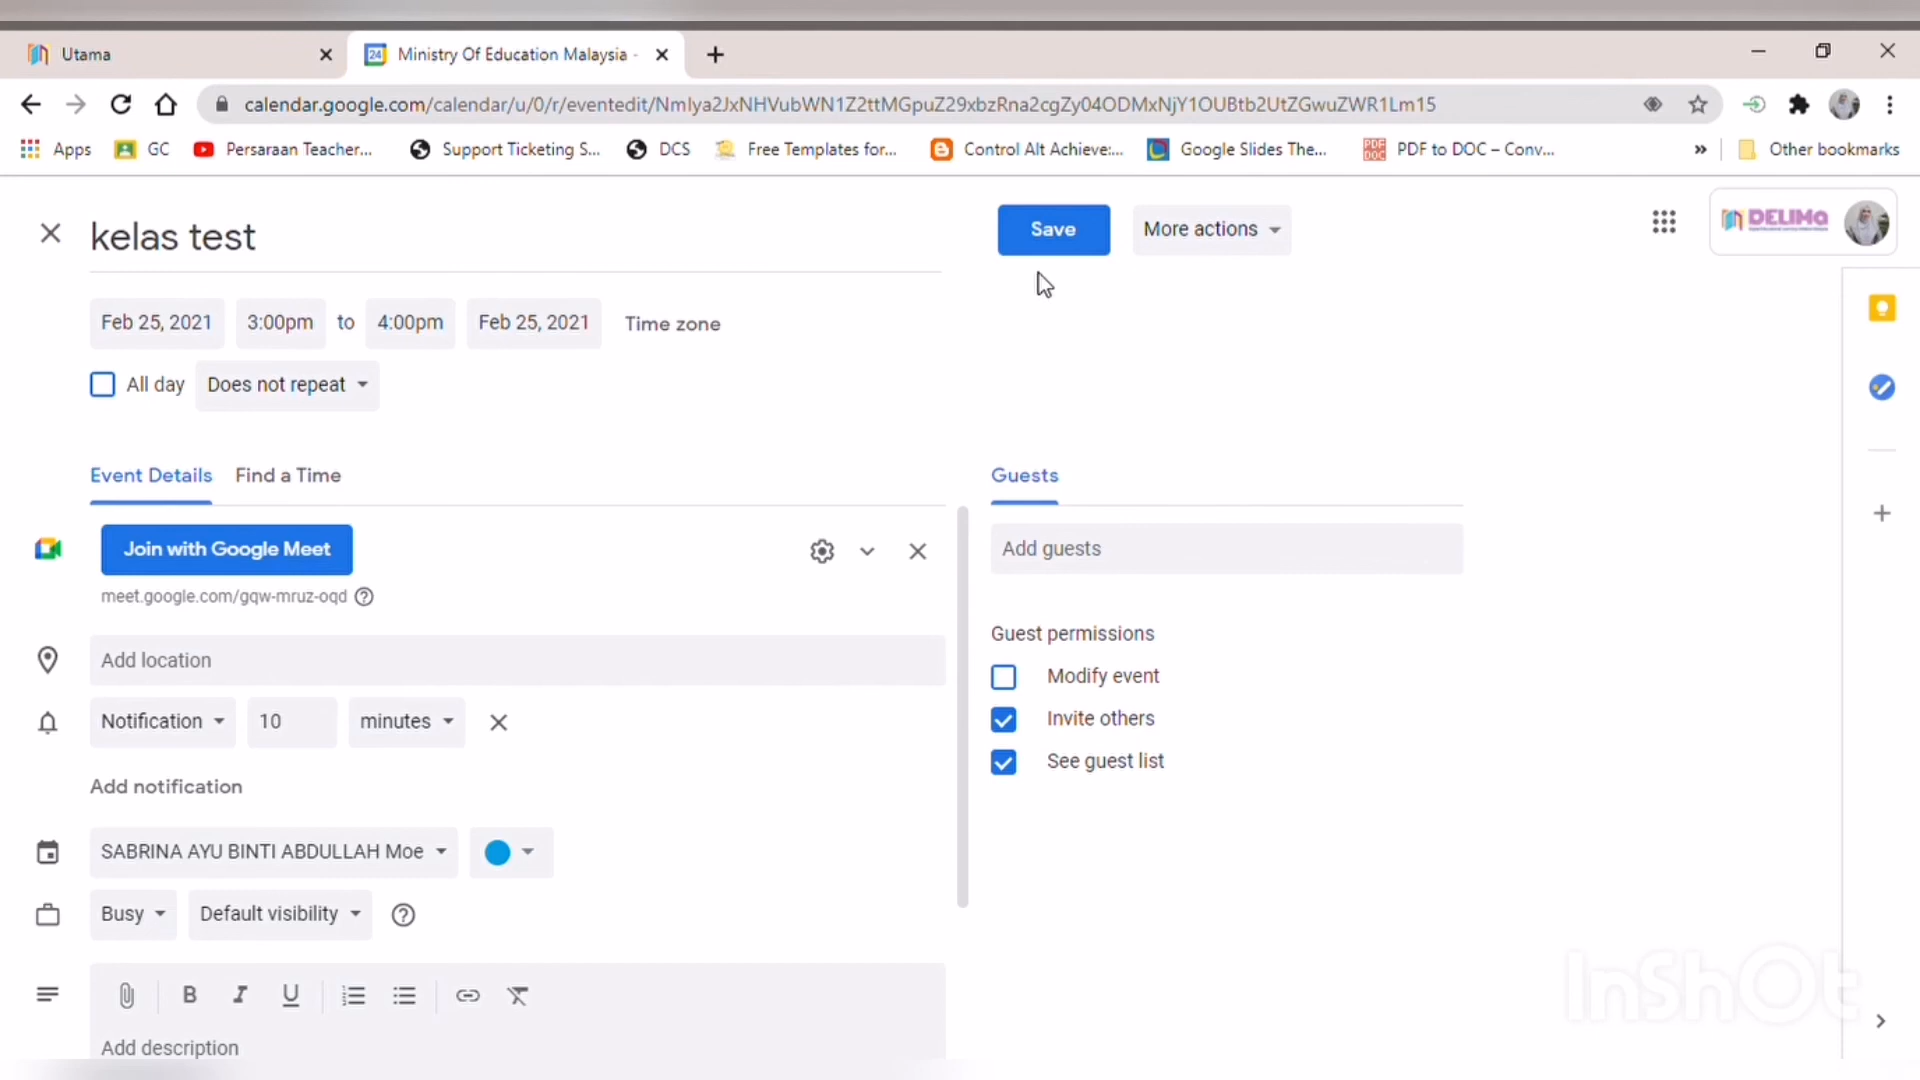 Utama
24 Ministry Of Education Malaysia -
calendar.google.com/calendar/u/0/r/eventedit/NmIya2JxNHVubWN1Z2ttMGpuZ29xbzRna2cgZy04ODMxNjY1OUBtb2UtZGwuZWR1Lm15
Apps GC Persaraan Teacher... Support Ticketing S... DCS Free Templates for... Control Alt Achieve:... Google Slides The... PDF DOC PDF to DOC – Conv... » Other bookmarks
kelas test
Save More actions
DELIMa
Feb 25, 2021 3:00pm to 4:00pm Feb 25, 2021 Time zone
All day Does not repeat
Event Details Find a Time
Guests
Join with Google Meet
Add guests
meet.google.com/gqw-mruz-oqd
Guest permissions
Add location
Modify event
Notification 10 minutes
Invite others
See guest list
Add notification
SABRINA AYU BINTI ABDULLAH Moe
Busy Default visibility
B I U
Add description
InShOt